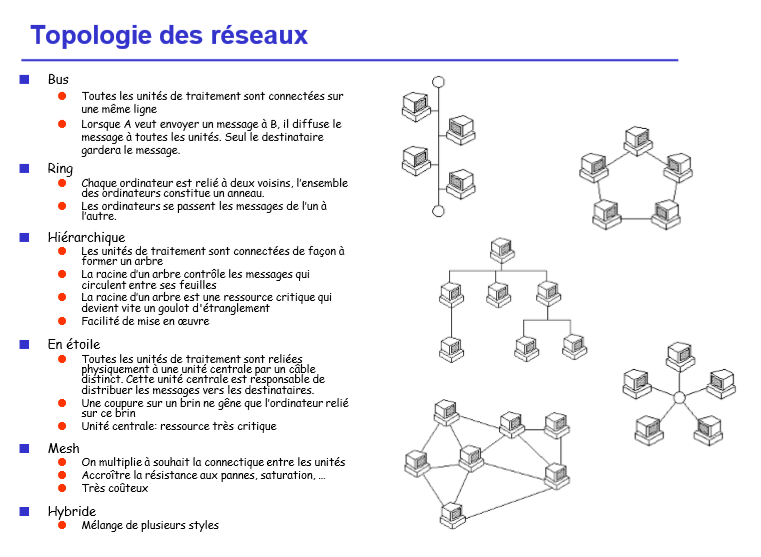 Topologie des réseaux
Bus
Toutes les unités de traitement sont connectées sur
une même ligne
Lorsque A veut envoyer un message à B, il diffuse le
message à toutes les unités. Seul le destinataire
gardera le message.
Ring
Chaque ordinateur est relié à deux voisins, l'ensemble
des ordinateurs constitue un anneau.
Les ordinateurs se passent les messages de l'un à
l'autre.
Hiérarchique
Les unités de traitement sont connectées de façon à
former un arbre
La racine d'un arbre contrôle les messages qui
circulent entre ses feuilles
La racine d'un arbre est une ressource critique qui
devient vite un goulot d'étranglement
Facilité de mise en œuvre
En étoile
Toutes les unités de traitement sont reliées
physiquement à une unité centrale par un câble
distinct. Cette unité centrale est responsable de
distribuer les messages vers les destinataires.
Une coupure sur un brin ne gêne que l'ordinateur relié
sur ce brin
Unité centrale: ressource très critique
Mesh
On multiplie à souhait la connectique entre les unités
Accroître la résistance aux pannes, saturation, ...
Très coûteux
Hybride
Mélange de plusieurs styles